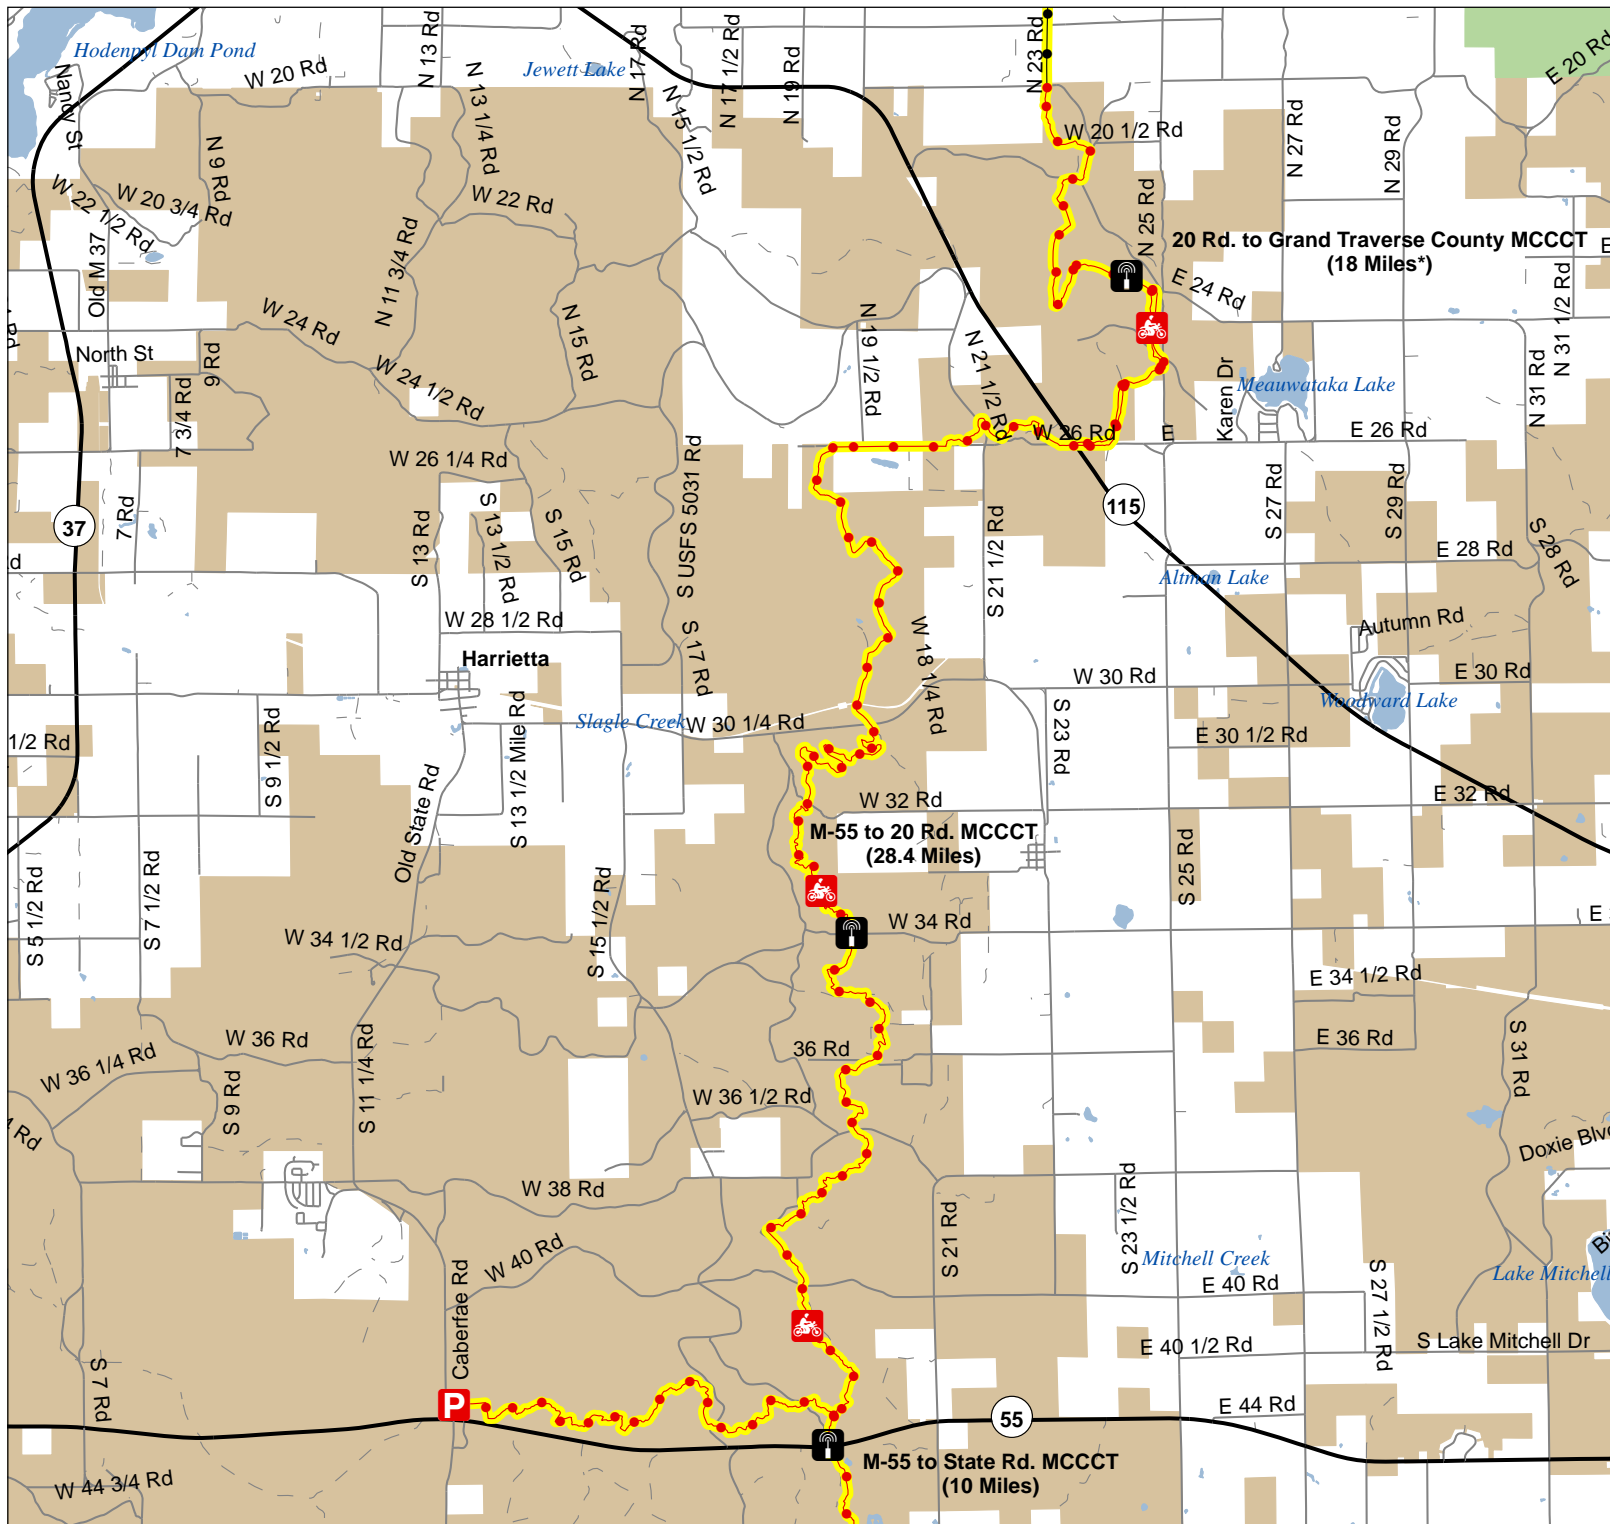 Hodenpyl Dam Pond
Nancy St
W 20 Rd
N 13 Rd
N 13 1/4 Rd
Jewett Lake
N 17 Rd
N 15 1/2 Rd
N 17 1/2 Rd
N 19 Rd
N 23 Rd
W 20 1/2 Rd
E 20 Rd
N 27 Rd
N 29 Rd
N 9 Rd
W 20 3/4 Rd
W 22 1/2 Rd
Old M 37
W 22 Rd
N 11 3/4 Rd
N 25 Rd
20 Rd. to Grand Traverse County MCCCT
(18 Miles*)
E
E 24 Rd
N 31 1/2 Rd
W 24 Rd
N 15 Rd
North St
9 Rd
7 3/4 Rd
W 24 1/2 Rd
N 19 1/2 Rd
N 21 1/2 Rd
Karen Dr
Meauwataka Lake
N 31 Rd
W 26 Rd
E
E 26 Rd
W 26 1/4 Rd
S USFS 5031 Rd
115
37
7 Rd
S 13 Rd
S 13 1/2 Rd
S 15 Rd
S 21 1/2 Rd
S 27 Rd
S 29 Rd
E 28 Rd
S 28 Rd
Altman Lake
W 28 1/2 Rd
Autumn Rd
Harrietta
S 17 Rd
W 18 1/4 Rd
W 30 Rd
E 30 Rd
Woodward Lake
Slagle Creek
W 30 1/4 Rd
S 13 1/2 Mile Rd
S 23 Rd
E 30 1/2 Rd
1/2 Rd
S 9 1/2 Rd
Old State Rd
W 32 Rd
E 32 Rd
M-55 to 20 Rd. MCCCT
(28.4 Miles)
S 25 Rd
S 5 1/2 Rd
S 7 1/2 Rd
S 15 1/2 Rd
W 34 Rd
W 34 1/2 Rd
E 34 1/2 Rd
W 36 Rd
W 36 1/4 Rd
36 Rd
E 36 Rd
S 31 Rd
S 9 Rd
S 11 1/4 Rd
W 36 1/2 Rd
Doxie Blv
W 38 Rd
S 21 Rd
S 23 1/2 Rd
W 40 Rd
Mitchell Creek
E 40 Rd
Lake Mitchell
Caberfae Rd
S 27 1/2 Rd
E 40 1/2 Rd
S Lake Mitchell Dr
S 7 Rd
P
55
E 44 Rd
M-55 to State Rd. MCCCT
(10 Miles)
W 44 3/4 Rd